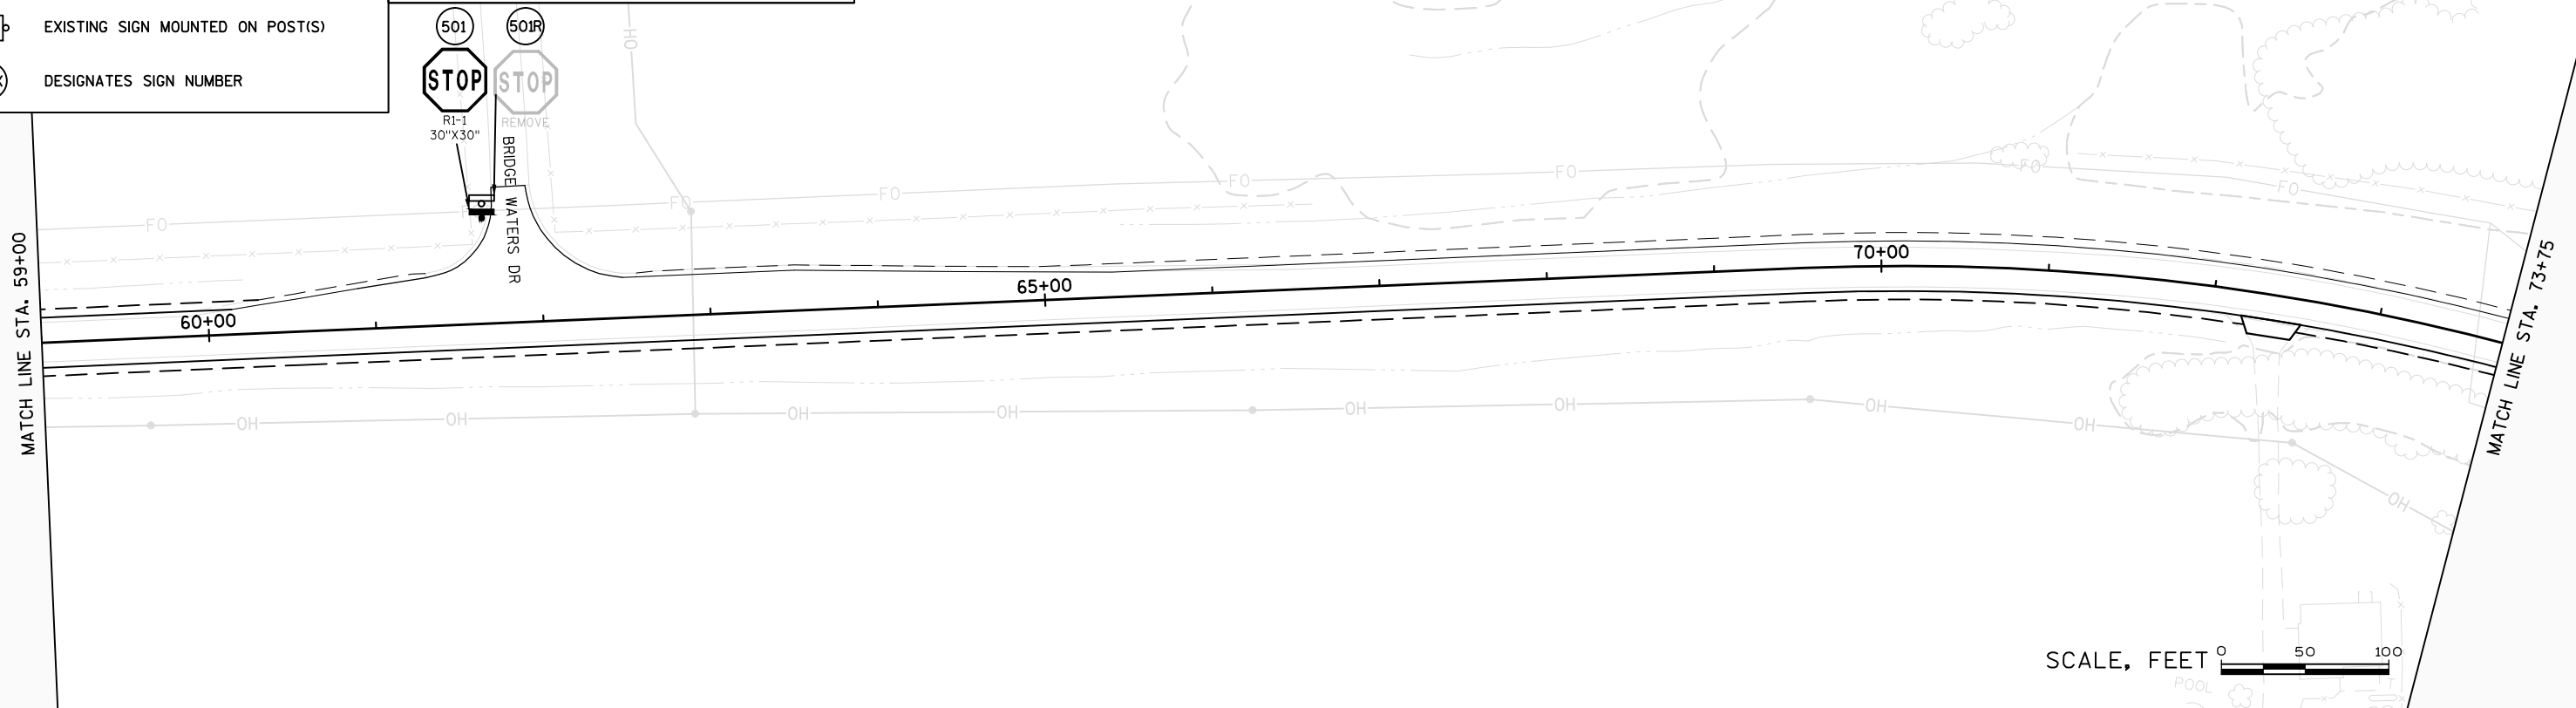 EXISTING SIGN MOUNTED ON POST(S)
DESIGNATES SIGN NUMBER
501
501R
STOP
STOP
R1-1
30"X30"
REMOVE
BRIDGE WATERS DR
OH
FO
FO
FO
FO
FO
FO
FO
MATCH LINE STA. 59+00
60+00
65+00
70+00
MATCH LINE STA. 73+75
OH
OH
OH
OH
OH
OH
OH
OH
OH
SCALE, FEET
0 50 100
POOL